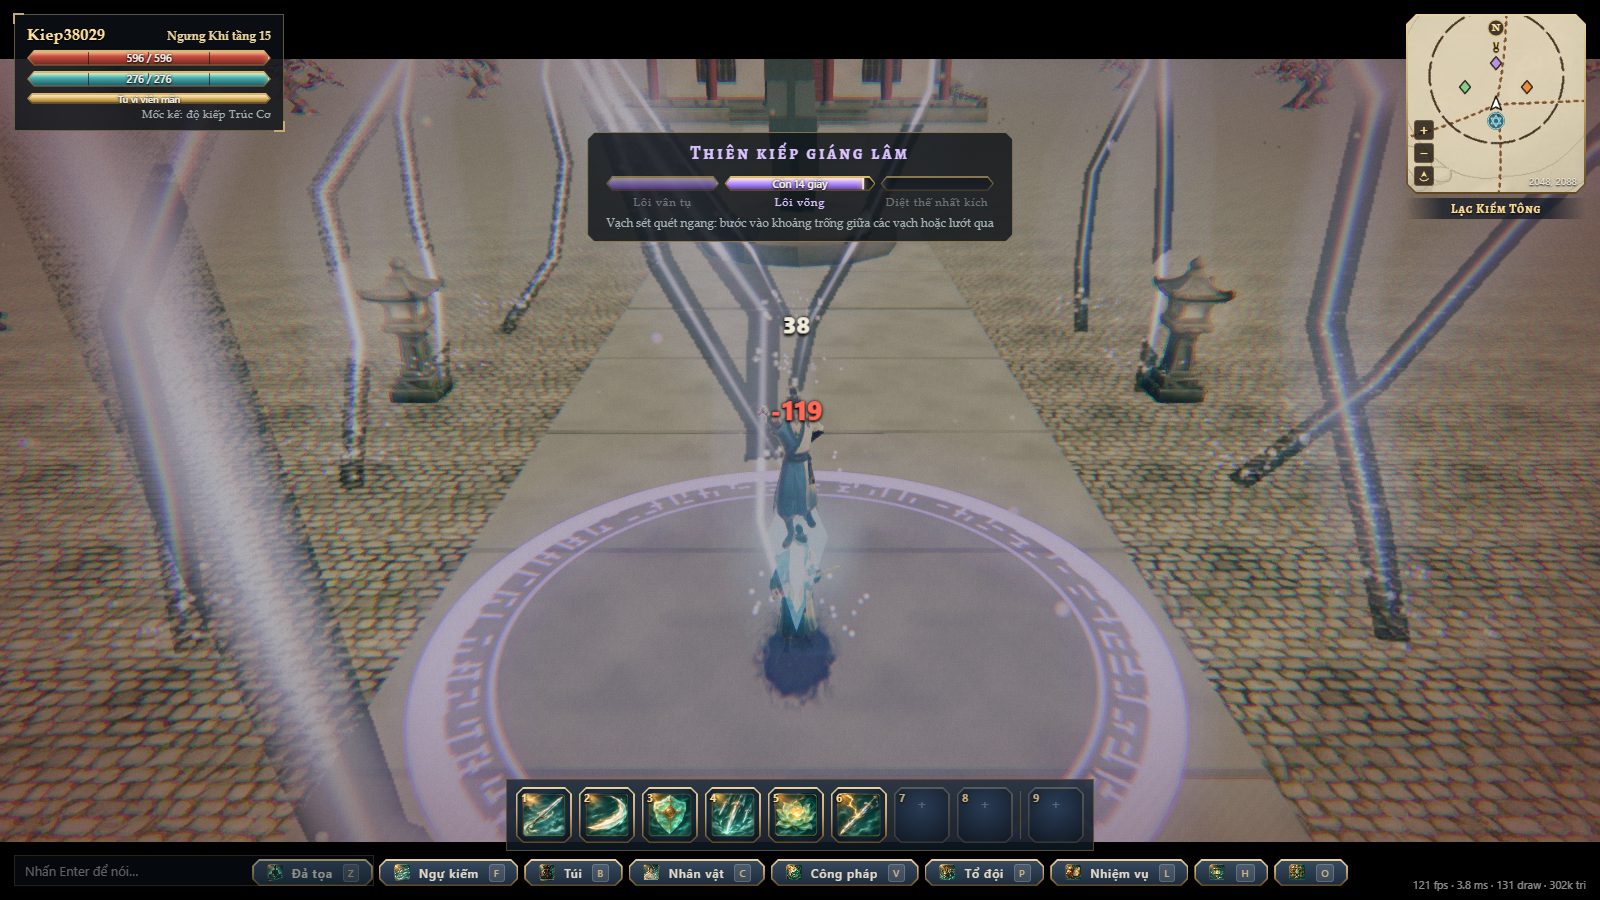 Kiep38029
Ngưng Khí tầng 15
596 / 596
276 / 276
Tu vi viên mãn
Mốc kế: độ kiếp Trúc Cơ
THIÊN KIẾP GIÁNG LÂM
Còn 14 giây
Lôi vân tụ
Lôi võng
Diệt thế nhất kích
Vạch sét quét ngang: bước vào khoảng trống giữa các vạch hoặc lướt qua
N
+
−
2048, 2088
LẠC KIẾM TÔNG
38
-119
1
2
3
4
5
6
7
+
8
+
9
+
Nhấn Enter để nói...
Đả tọa Z
Ngự kiếm F
Túi B
Nhân vật C
Công pháp V
Tổ đội P
Nhiệm vụ L
H
O
121 fps · 3.8 ms · 131 draw · 302k tri